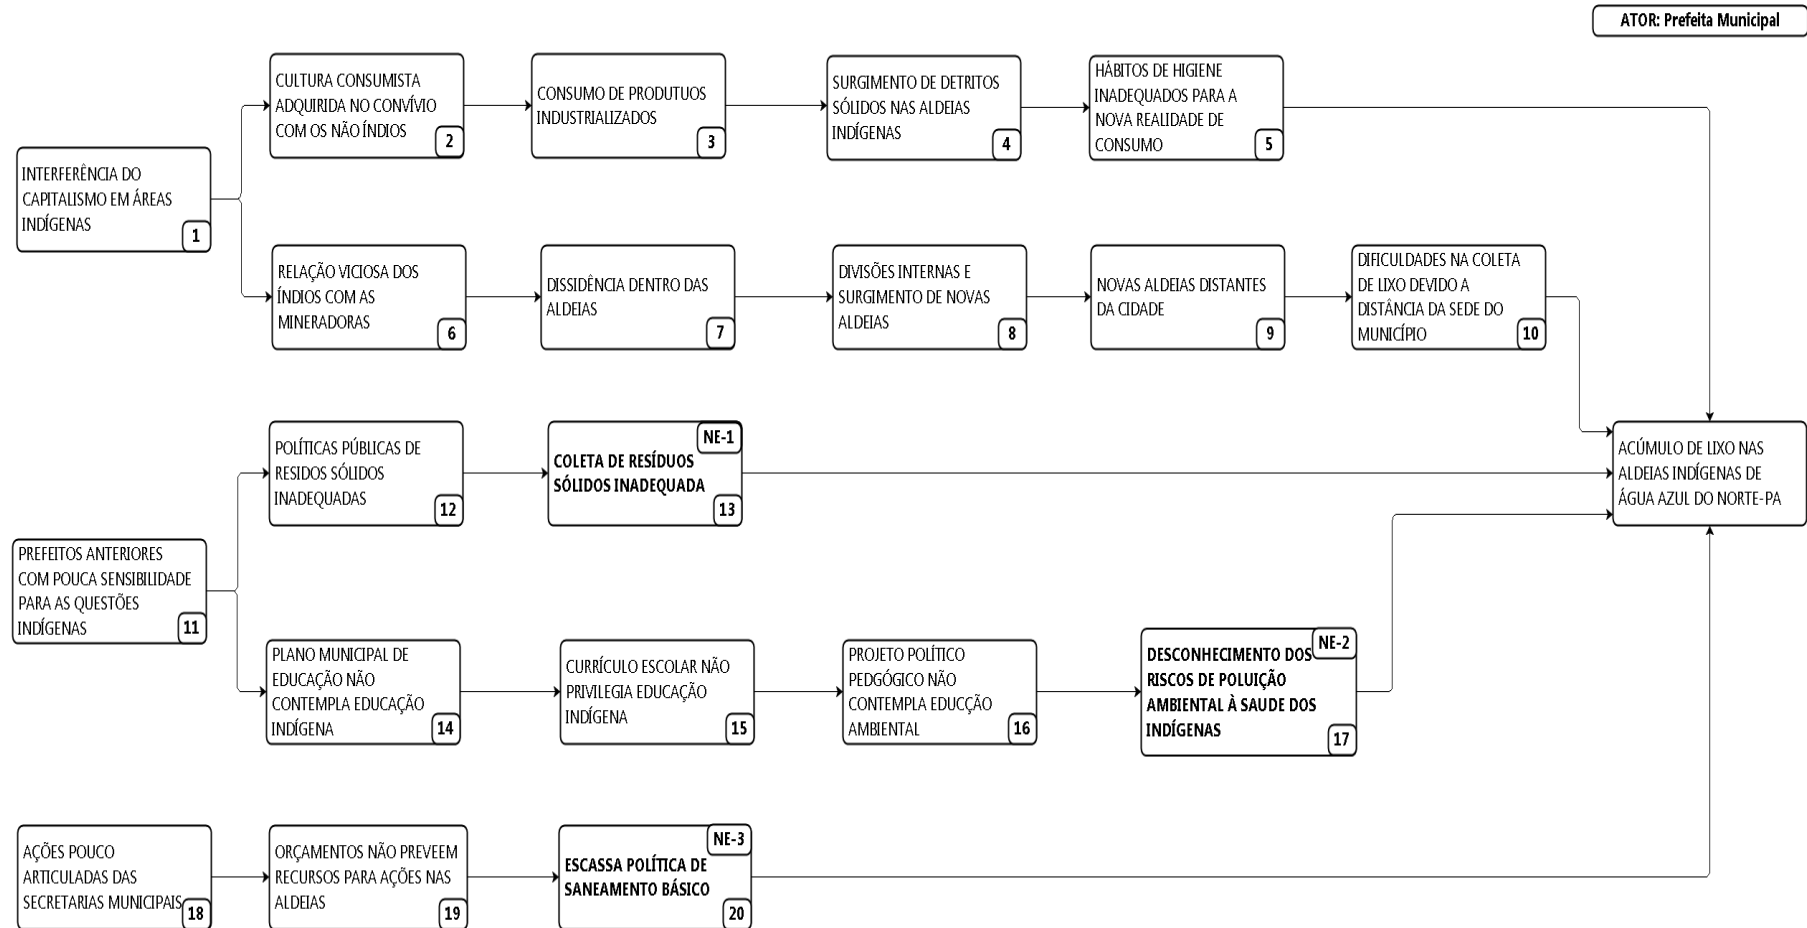 ATOR: Prefeita Municipal
INTERFERÊNCIA DO
CAPITALISMO EM ÁREAS
INDÍGENAS
1
CULTURA CONSUMISTA
ADQUIRIDA NO CONVÍVIO
COM OS NÃO ÍNDIOS
2
CONSUMO DE PRODUTUOS
INDUSTRIALIZADOS
3
SURGIMENTO DE DETRITOS
SÓLIDOS NAS ALDEIAS
INDÍGENAS
4
HÁBITOS DE HIGIENE
INADEQUADOS PARA A
NOVA REALIDADE DE
CONSUMO
5
RELAÇÃO VICIOSA DOS
ÍNDIOS COM AS
MINERADORAS
6
DISSIDÊNCIA DENTRO DAS
ALDEIAS
7
DIVISÕES INTERNAS E
SURGIMENTO DE NOVAS
ALDEIAS
8
NOVAS ALDEIAS DISTANTES
DA CIDADE
9
DIFICULDADES NA COLETA
DE LIXO DEVIDO A
DISTÂNCIA DA SEDE DO
MUNICÍPIO
10
PREFEITOS ANTERIORES
COM POUCA SENSIBILIDADE
PARA AS QUESTÕES
INDÍGENAS
11
POLÍTICAS PÚBLICAS DE
RESIDOS SÓLIDOS
INADEQUADAS
12
NE-1
COLETA DE RESÍDUOS
SÓLIDOS INADEQUADA
13
ACÚMULO DE LIXO NAS
ALDEIAS INDÍGENAS DE
ÁGUA AZUL DO NORTE-PA
PLANO MUNICIPAL DE
EDUCAÇÃO NÃO
CONTEMPLA EDUCAÇÃO
INDÍGENA
14
CURRÍCULO ESCOLAR NÃO
PRIVILEGIA EDUCAÇÃO
INDÍGENA
15
PROJETO POLÍTICO
PEDGÓGICO NÃO
CONTEMPLA EDUCÇÃO
AMBIENTAL
16
NE-2
DESCONHECIMENTO DOS
RISCOS DE POLUIÇÃO
AMBIENTAL À SAUDE DOS
INDÍGENAS
17
AÇÕES POUCO
ARTICULADAS DAS
SECRETARIAS MUNICIPAIS
18
ORÇAMENTOS NÃO PREVEEM
RECURSOS PARA AÇÕES NAS
ALDEIAS
19
NE-3
ESCASSA POLÍTICA DE
SANEAMENTO BÁSICO
20